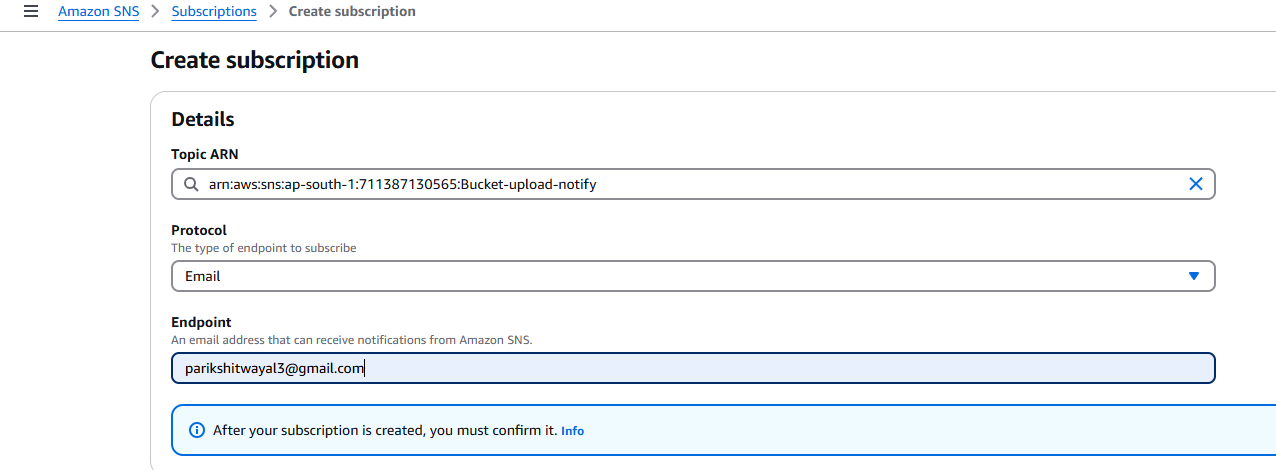 Amazon SNS > Subscriptions > Create subscription
Create subscription
Details
Topic ARN
arn:aws:sns:ap-south-1:711387130565:Bucket-upload-notify
Protocol
The type of endpoint to subscribe
Email
Endpoint
An email address that can receive notifications from Amazon SNS.
parikshitwayal3@gmail.com
After your subscription is created, you must confirm it. Info